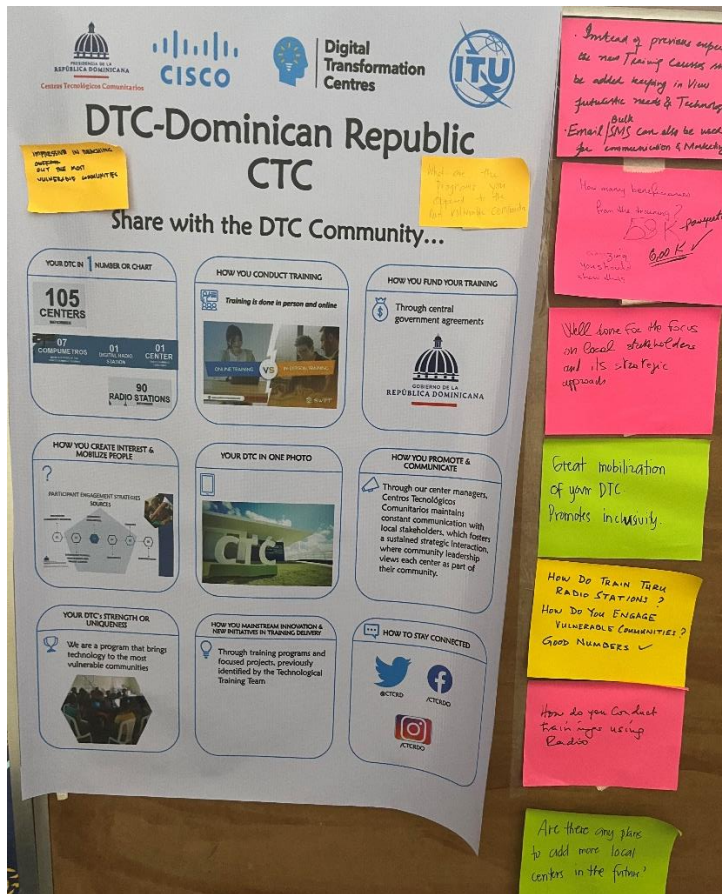 PRESIDENCIA DE LA
REPÚBLICA DOMINICANA
Centros Tecnológicos Comunitarios
CISCO
Digital
Transformation
Centres
ITU
DTC-Dominican Republic
CTC
IMPRESSIVE IN REACHING
OUT THE MOST
VULNERABLE COMMUNITIES
What are the
Programs you
to the
Share with the DTC Community...
YOUR DTC IN 1 NUMBER OR CHART
105
CENTERS
07
COMPUMETROS
01
DIGITAL RADIO
STATION
01
CENTER
90
RADIO STATIONS
HOW YOU CONDUCT TRAINING
Training is done in person and online
ONLINE TRAINING
VS
IN-PERSON TRAINING
HOW YOU FUND YOUR TRAINING
Through central
government agreements
GOBIERNO DE LA
REPÚBLICA DOMINICANA
HOW YOU CREATE INTEREST &
MOBILIZE PEOPLE
?
PARTICIPANT ENGAGEMENT STRATEGIES
SOURCES
YOUR DTC IN ONE PHOTO
ctc
HOW YOU PROMOTE &
COMMUNICATE
Through our center managers,
Centros Tecnológicos
Comunitarios maintains
constant communication with
local stakeholders, which fosters
a sustained strategic interaction,
where community leadership
views each center as part of
their community.
YOUR DTC's STRENGTH OR
UNIQUENESS
We are a program that brings
technology to the most
vulnerable communities
HOW YOU MAINSTREAM INNOVATION &
NEW INITIATIVES IN TRAINING DELIVERY
Through training programs and
focused projects, previously
identified by the Technological
Training Team
HOW TO STAY CONNECTED
@CTCRD
/CTCRDO
/CTCRDO
. Instead of previous
new Training Courses
be added keeping in View
futuristic needs & Technolo
Bulk
. Email/SMS can also be used
for communication & Marketi
How many beneficiaries
from the training?
59 K
600 K
Well done for the focus
on local stakeholders
and its strategic
approach
Great mobilization
of your DTC
Promotes inclusivity.
HOW DO TRAIN THRU
RADIO STATIONS ?
HOW DO YOU ENGAGE
VULNERABLE COMMUNITIES ?
GOOD NUMBERS ✓
How do you Conduct
trainings using
Radio
Are there any plans
to add more local
centers in the future?